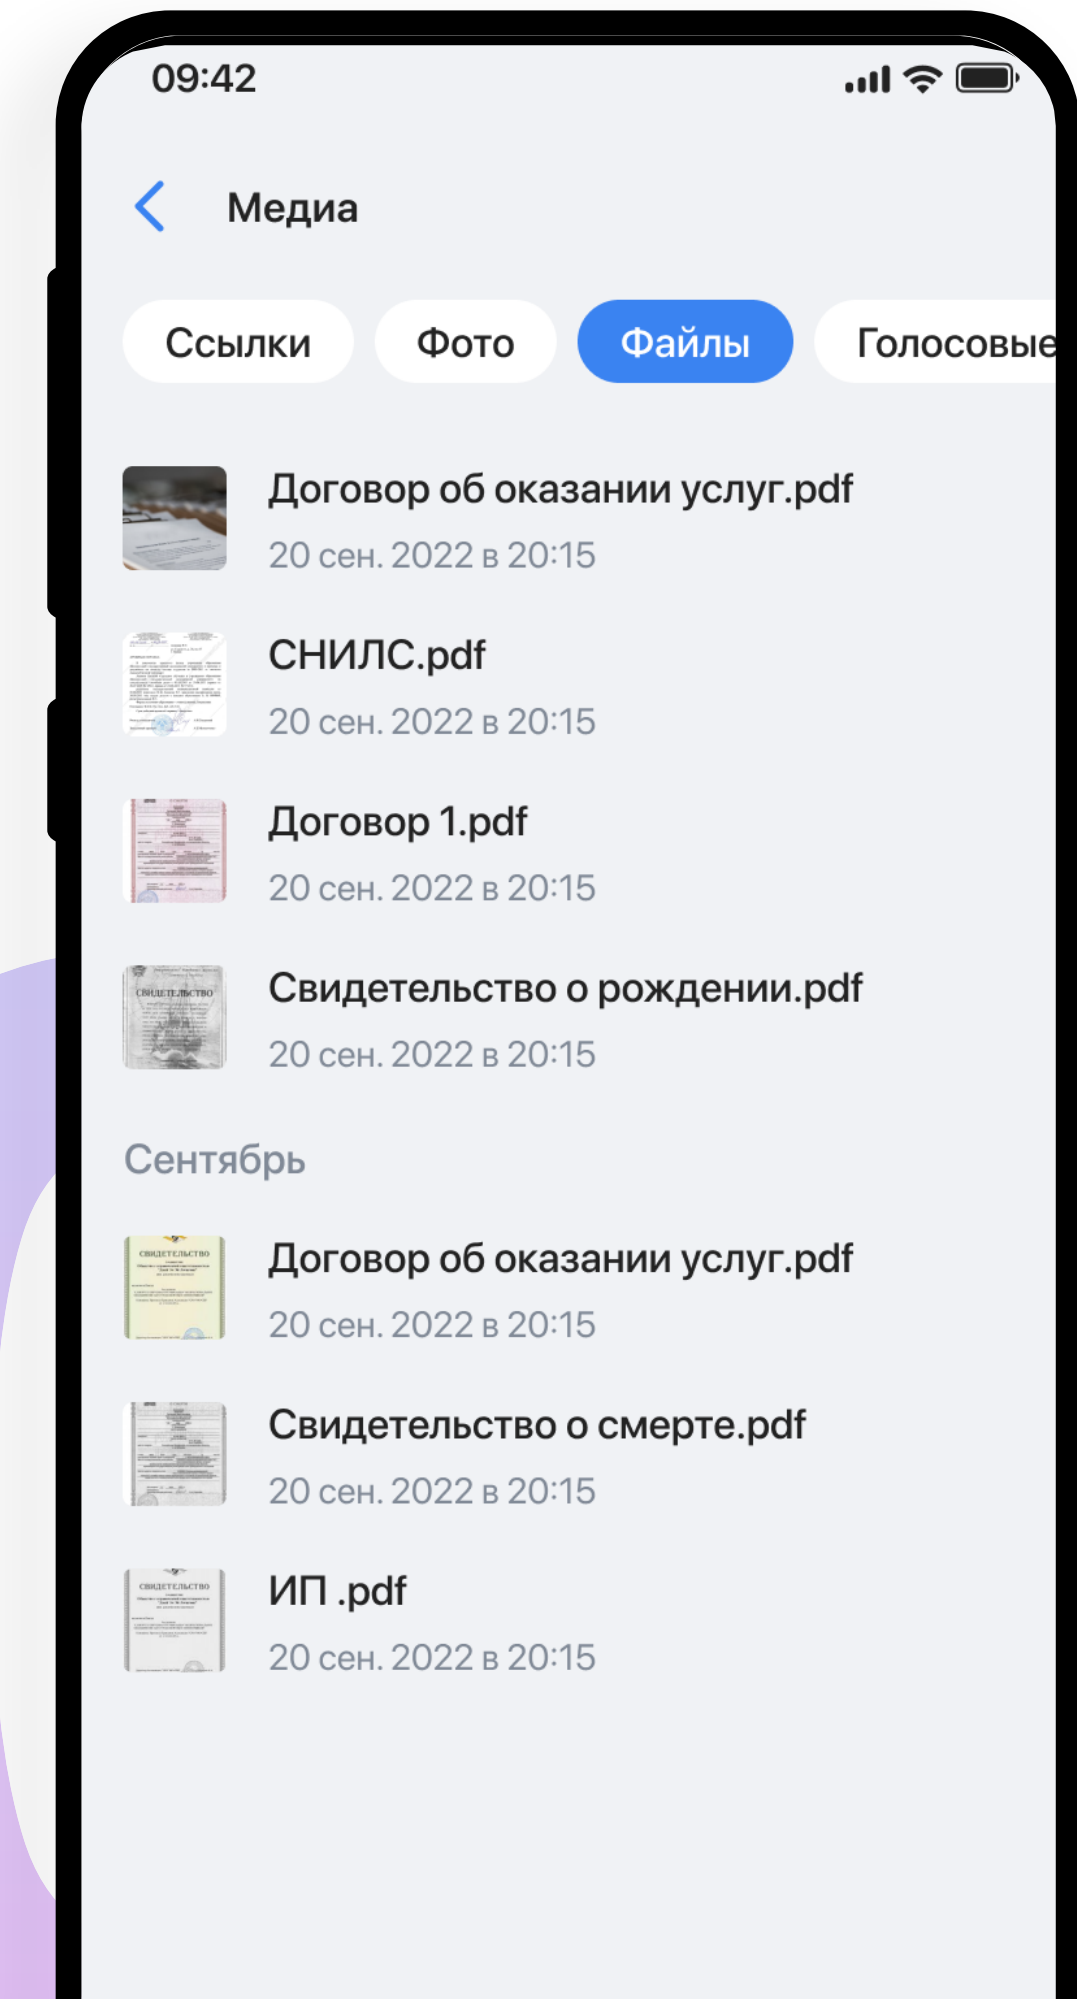 09:42
Медиа
Ссылки Фото Файлы Голосовые
Договор об оказании услуг.pdf
20 сен. 2022 в 20:15
СНИЛС.pdf
20 сен. 2022 в 20:15
Договор 1.pdf
20 сен. 2022 в 20:15
СВИДЕТЕЛЬСТВО
Свидетельство о рождении.pdf
20 сен. 2022 в 20:15
Сентябрь
СВИДЕТЕЛЬСТВО
Договор об оказании услуг.pdf
20 сен. 2022 в 20:15
Свидетельство о смерте.pdf
20 сен. 2022 в 20:15
СВИДЕТЕЛЬСТВО
ИП .pdf
20 сен. 2022 в 20:15